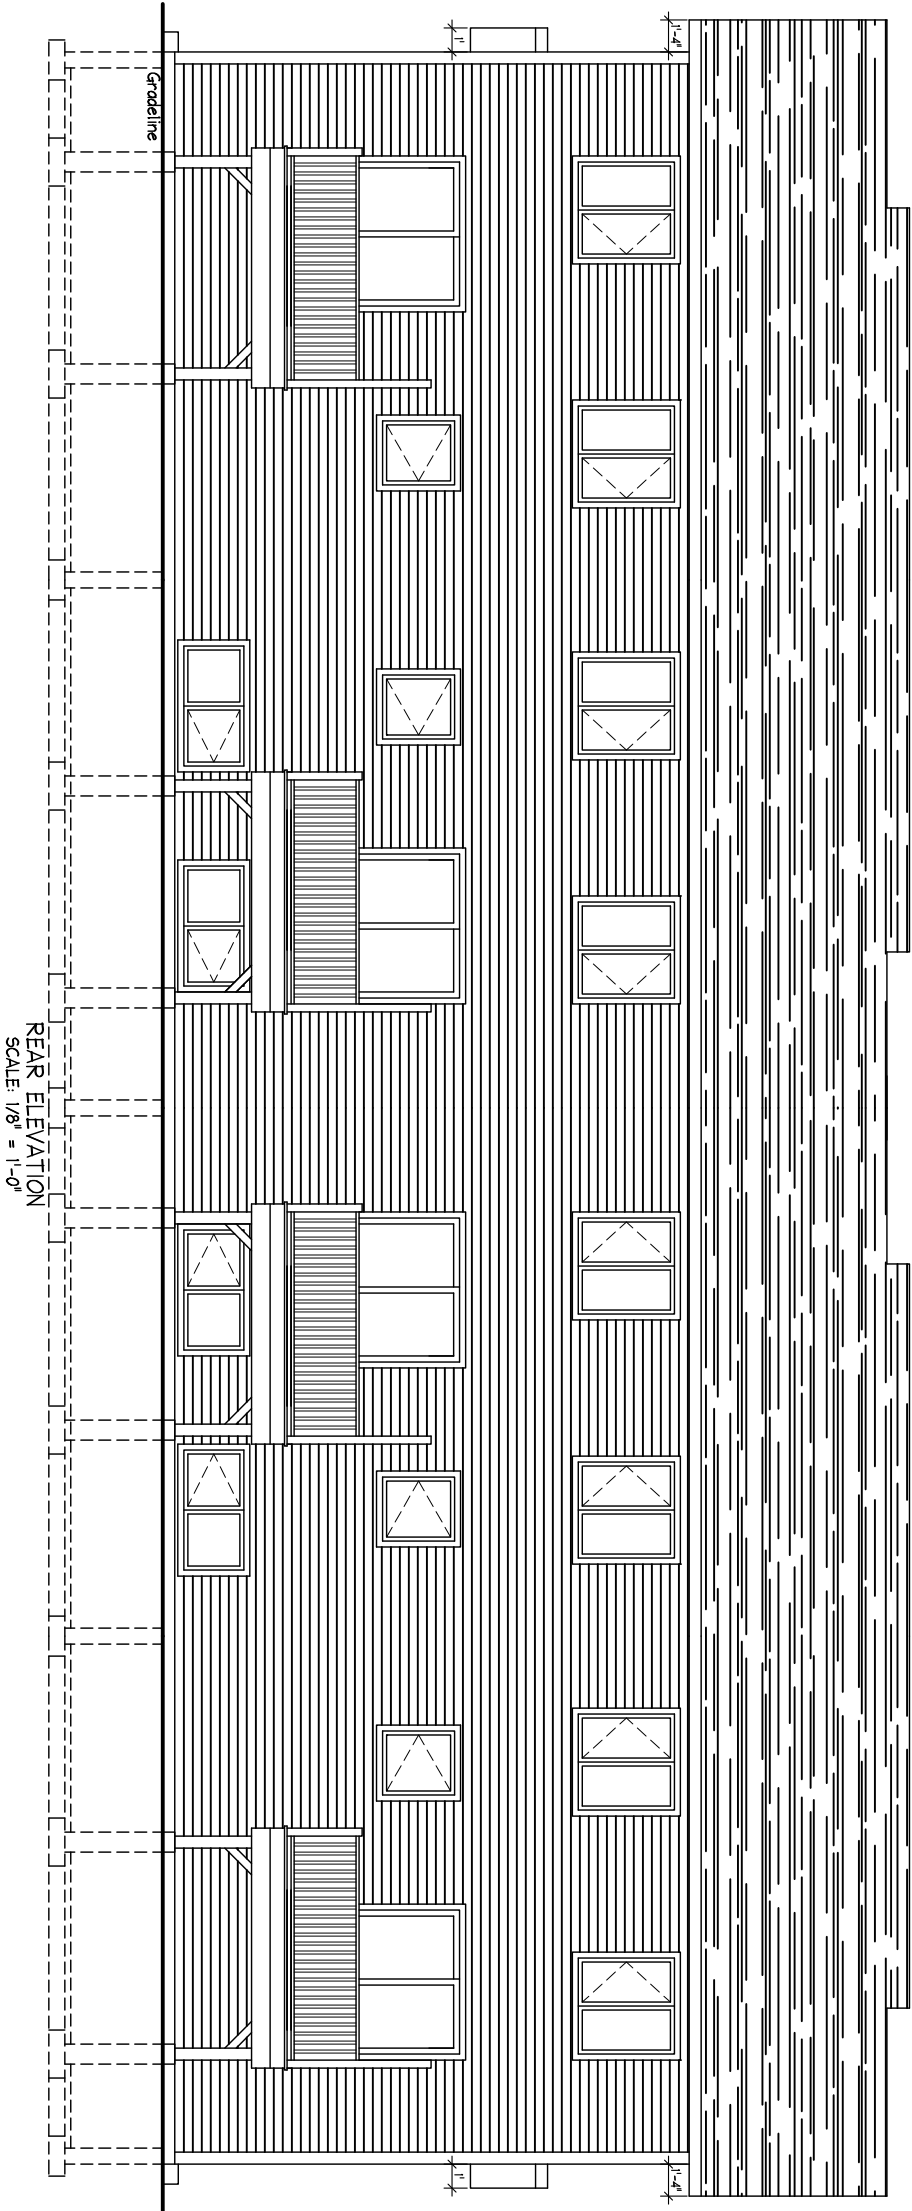 1'-4"
1'
Gradeline
1'-4"
1'
REAR ELEVATION
SCALE: 1/8" = 1'-0"